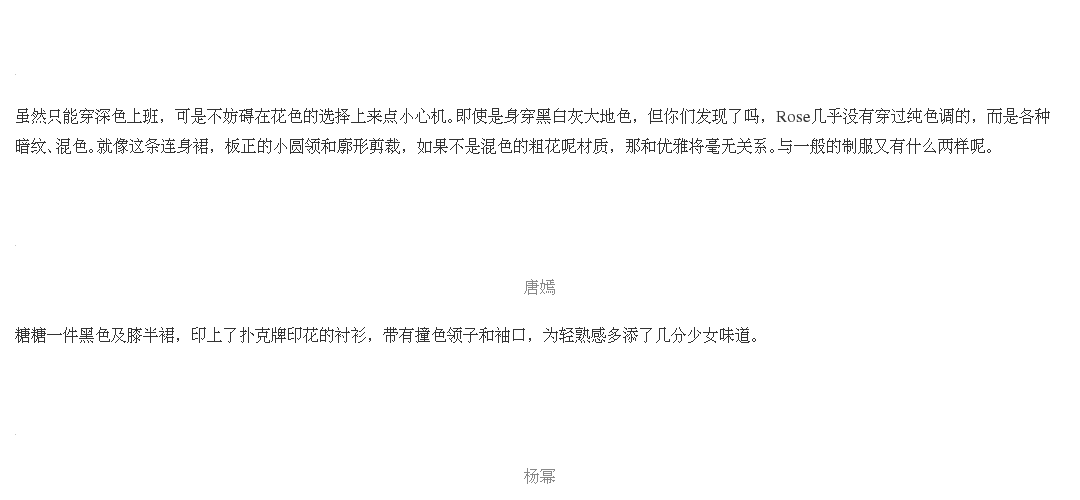 虽然只能穿深色上班，可是不妨碍在花色的选择上来点小心机。即使是身穿黑白灰大地色，但你们发现了吗，Rose几乎没有穿过纯色调的，而是各种
暗纹、混色。就像这条连身裙，板正的小圆领和廓形剪裁，如果不是混色的粗花呢材质，那和优雅将毫无关系。与一般的制服又有什么两样呢。
唐嫣
糖糖一件黑色及膝半裙，印上了扑克牌印花的衬衫，带有撞色领子和袖口，为轻熟感多添了几分少女味道。
杨幂